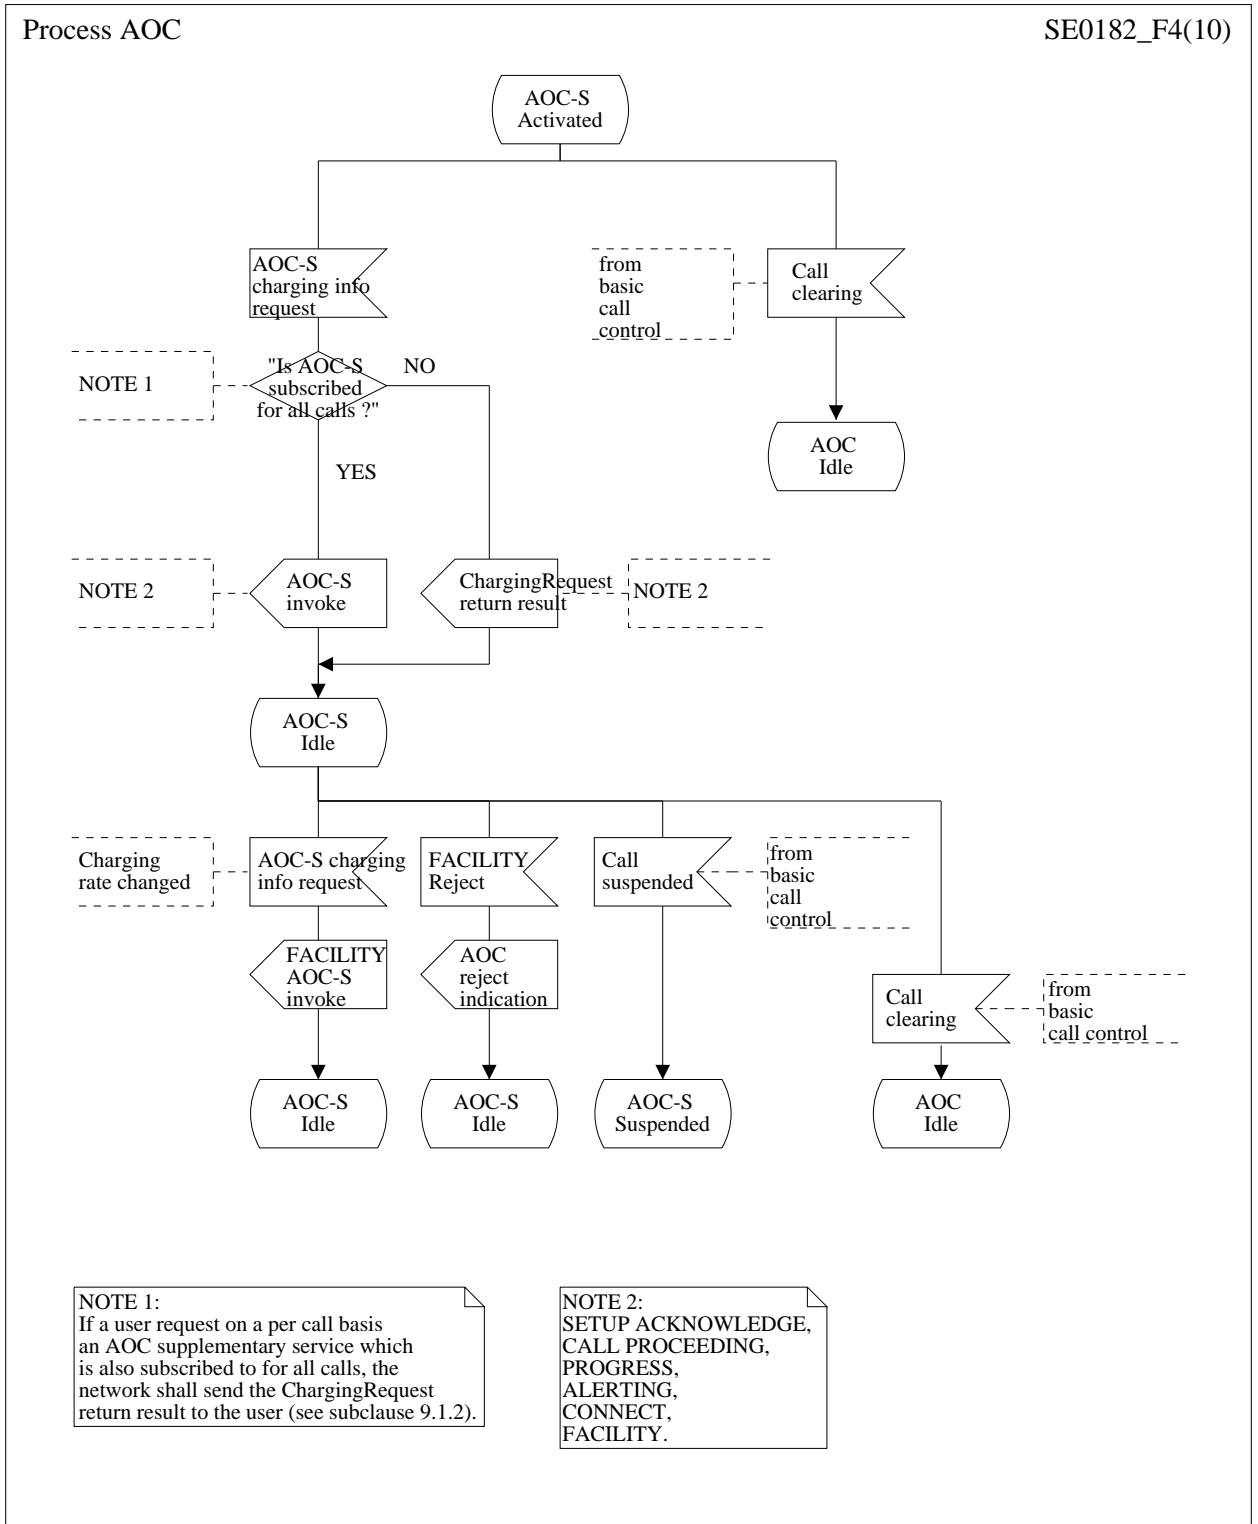 Process AOC
SE0182_F4(10)
AOC-S
Activated
AOC-S
charging info
request
from
basic
call
control
Call
clearing
NOTE 1
"Is AOC-S
subscribed
for all calls ?"
NO
YES
AOC
Idle
NOTE 2
AOC-S
invoke
ChargingRequest
return result
NOTE 2
AOC-S
Idle
Charging
rate changed
AOC-S charging
info request
FACILITY
Reject
Call
suspended
from
basic
call
control
FACILITY
AOC-S
invoke
AOC
reject
indication
Call
clearing
from
basic
call control
AOC-S
Idle
AOC-S
Idle
AOC-S
Suspended
AOC
Idle
NOTE 1:
If a user request on a per call basis
an AOC supplementary service which
is also subscribed to for all calls, the
network shall send the ChargingRequest
return result to the user (see subclause 9.1.2).
NOTE 2:
SETUP ACKNOWLEDGE,
CALL PROCEEDING,
PROGRESS,
ALERTING,
CONNECT,
FACILITY.